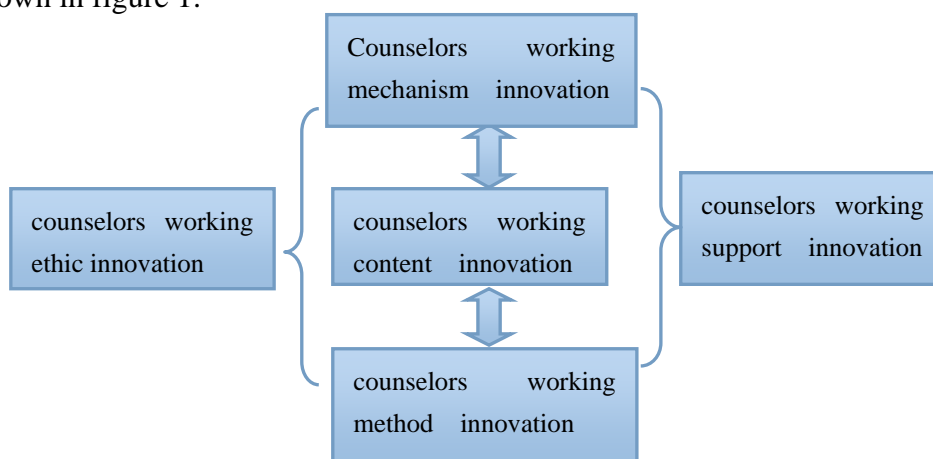 own in figure 1.
Counselors working
mechanism innovation
counselors working
ethic innovation
counselors working
content innovation
counselors working
support innovation
counselors working
method innovation